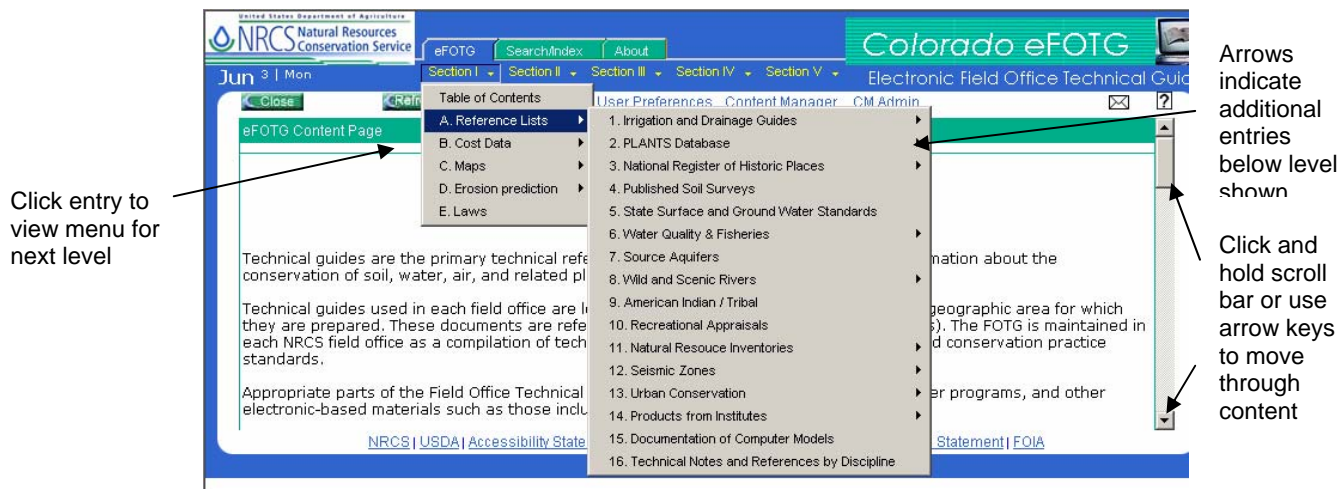 United States Department of Agriculture
NRCS Natural Resources
Conservation Service
eFOTG Search/Index About
Colorado eFOTG
Jun 3 | Mon
Section I Section II Section III Section IV Section V
Electronic Field Office Technical
Close
User Preferences Content Manager CM Admin
?
eFOTG Content Page
Table of Contents
A. Reference Lists
B. Cost Data
C. Maps
D. Erosion prediction
E. Laws
1. Irrigation and Drainage Guides
2. PLANTS Database
3. National Register of Historic Places
4. Published Soil Surveys
5. State Surface and Ground Water Standards
6. Water Quality & Fisheries
7. Source Aquifers
8. Wild and Scenic Rivers
9. American Indian / Tribal
10. Recreational Appraisals
11. Natural Resouce Inventories
12. Seismic Zones
13. Urban Conservation
14. Products from Institutes
15. Documentation of Computer Models
16. Technical Notes and References by Discipline
Technical guides are the primary technical mation about the
conservation of soil, water, air, and related
Technical guides used in each field office are geographic area for which
they are prepared. These documents are s). The FOTG is maintained in
each NRCS field office as a compilation of d conservation practice
standards.
Appropriate parts of the Field Office Technical er programs, and other
electronic-based materials such as those
NRCS | USDA | Accessibility Statement | FOIA
Click entry to
view menu for
next level
Arrows
indicate
additional
entries
below level
shown
Click and
hold scroll
bar or use
arrow keys
to move
through
content